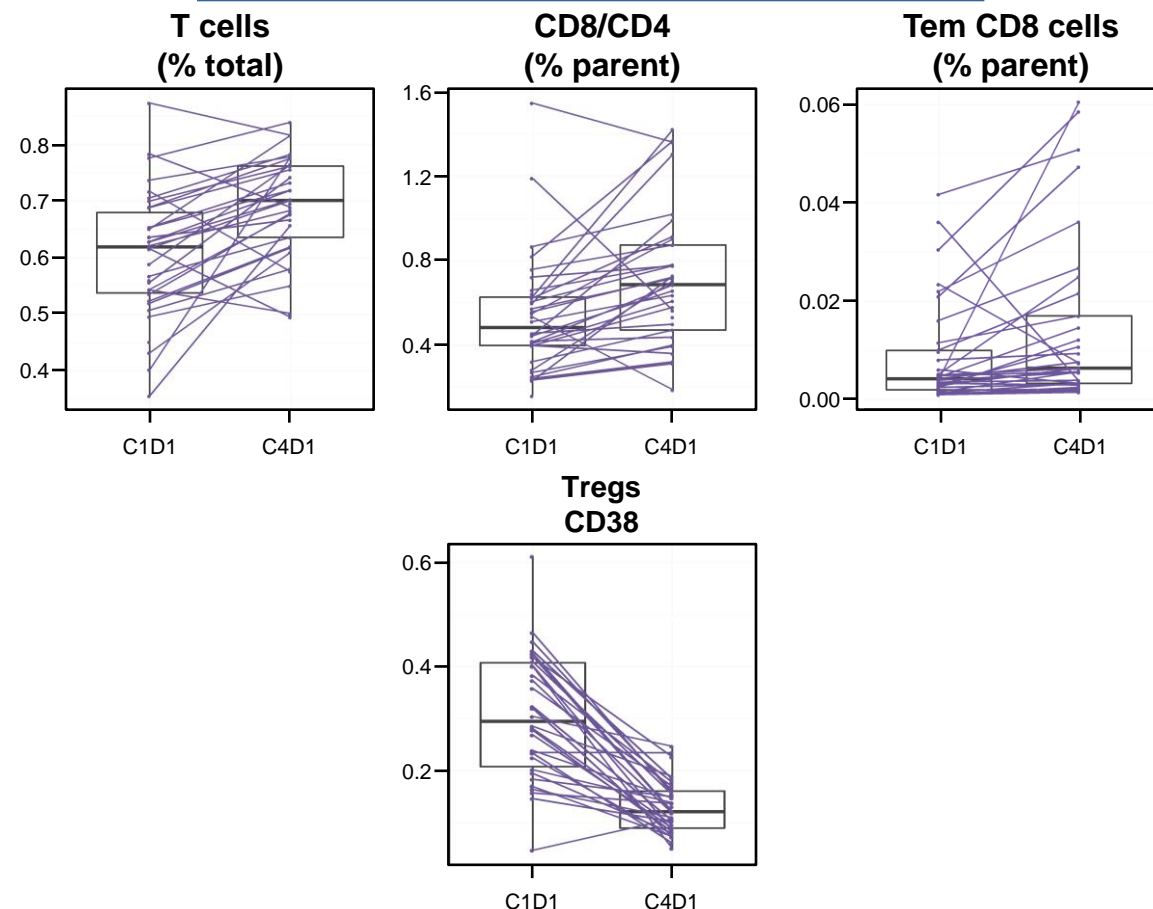 T cells
(% total)
CD8/CD4
(% parent)
Tem CD8 cells
(% parent)
0.8
0.7
0.6
0.5
0.4
C1D1 C4D1
1.6
1.2
0.8
0.4
C1D1 C4D1
0.06
0.04
0.02
0.00
C1D1 C4D1
Tregs
CD38
0.6
0.4
0.2
C1D1 C4D1